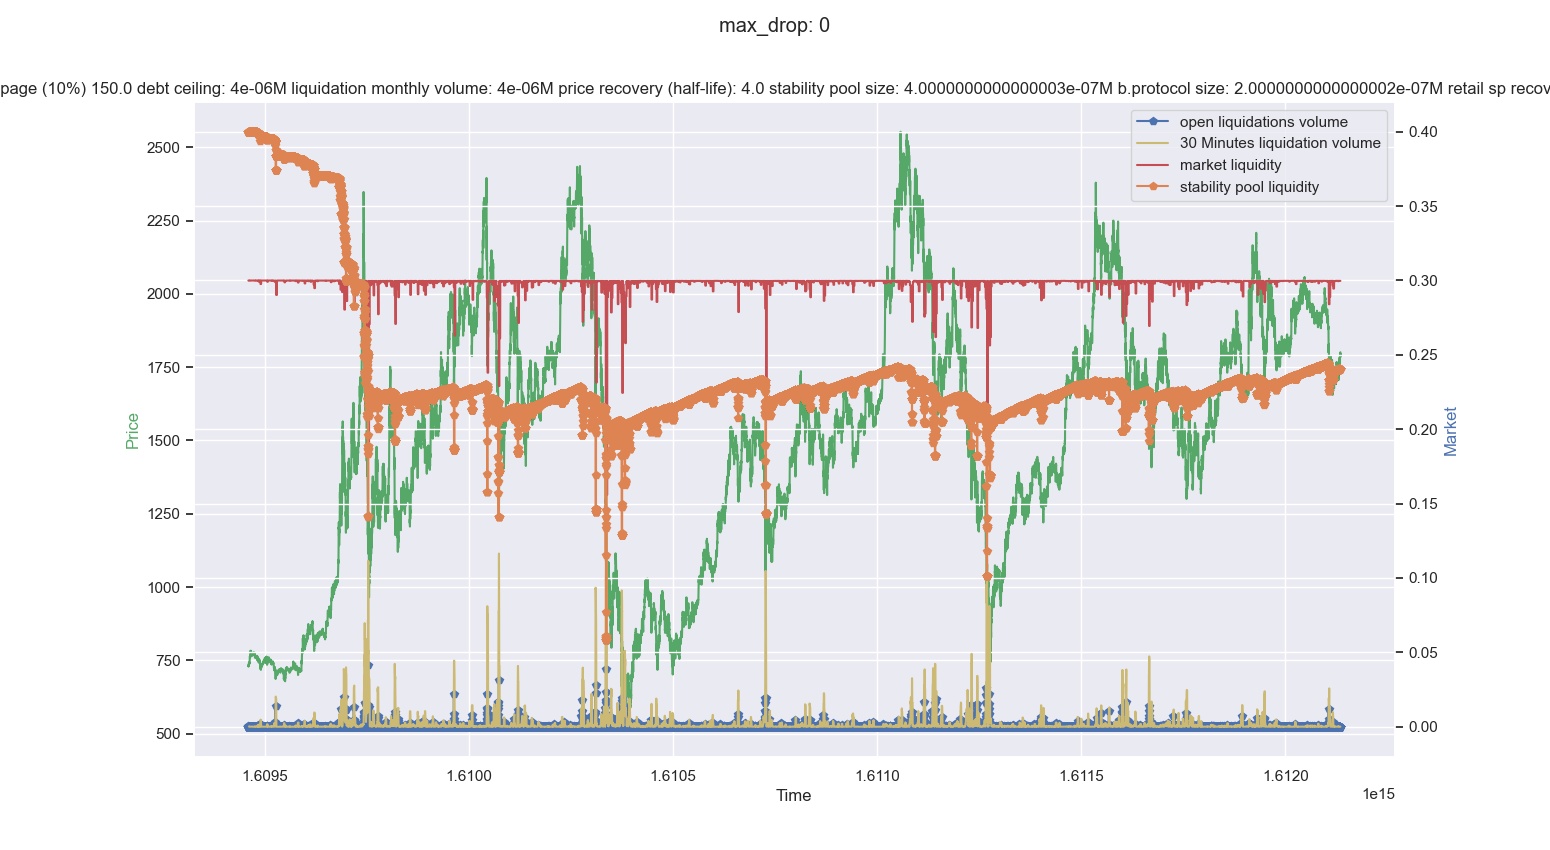 max_drop: 0
page (10%) 150.0 debt ceiling: 4e-06M liquidation monthly volume: 4e-06M price recovery (half-life): 4.0 stability pool size: 4.0000000000000003e-07M b.protocol size: 2.0000000000000002e-07M retail sp recov
open liquidations volume
30 Minutes liquidation volume
market liquidity
stability pool liquidity
2500
2250
2000
1750
1500
1250
1000
750
500
Price
0.40
0.35
0.30
0.25
0.20
0.15
0.10
0.05
0.00
Market
1.6095 1.6100 1.6105 1.6110 1.6115 1.6120
Time
1e15